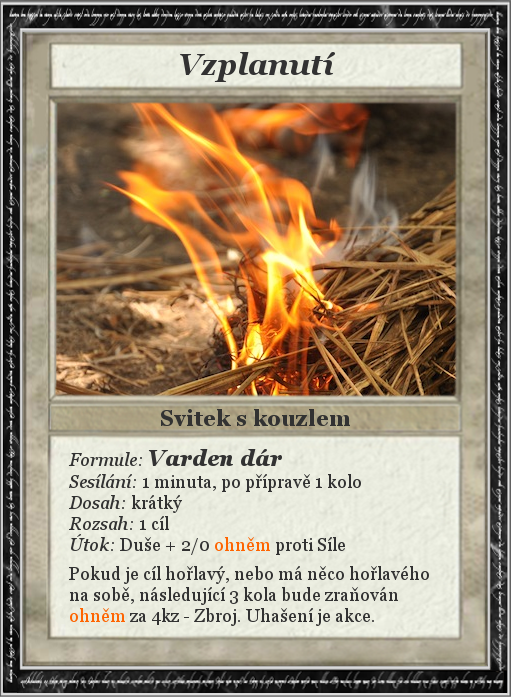 Vzplanutí
Svitek s kouzlem
Formule: Varden dár
Sesílání: 1 minuta, po přípravě 1 kolo
Dosah: krátký
Rozsah: 1 cíl
Útok: Duše + 2/0 ohněm proti Síle
Pokud je cíl hořlavý, nebo má něco hořlavého
na sobě, následující 3 kola bude zraňován
ohněm za 4kz - Zbroj. Uhašení je akce.